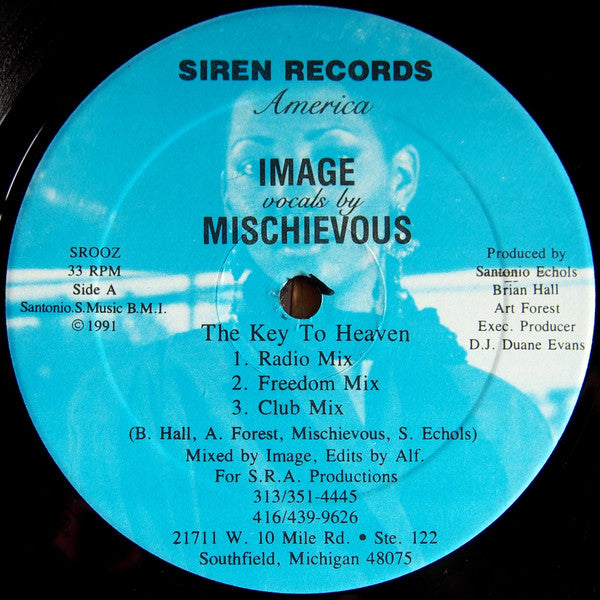 SIREN RECORDS
America
IMAGE
vocals by
MISCHIEVOUS
SROOZ
33 RPM
Side A
Santonio.S.Music B.M.I.
© 1991
Produced by
Santonio Echols
Brian Hall
Art Forest
Exec. Producer
D.J. Duane Evans
The Key To Heaven
1. Radio Mix
2. Freedom Mix
3. Club Mix
(B. Hall, A. Forest, Mischievous, S. Echols)
Mixed by Image, Edits by Alf.
For S.R.A. Productions
313/351-4445
416/439-9626
21711 W. 10 Mile Rd. • Ste. 122
Southfield, Michigan 48075